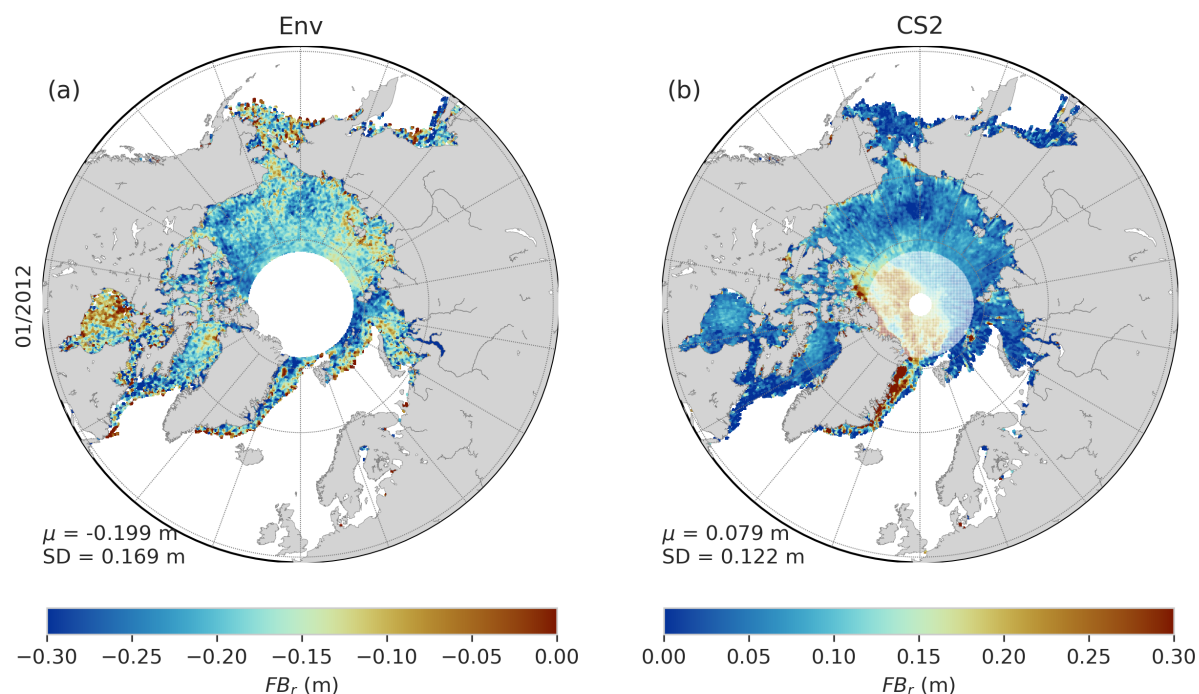 Env
CS2
(a)
(b)
01/2012
μ = -0.199 m
SD = 0.169 m
μ = 0.079 m
SD = 0.122 m
−0.30 −0.25 −0.20 −0.15 −0.10 −0.05 0.00
FBr (m)
0.00 0.05 0.10 0.15 0.20 0.25 0.30
FBr (m)